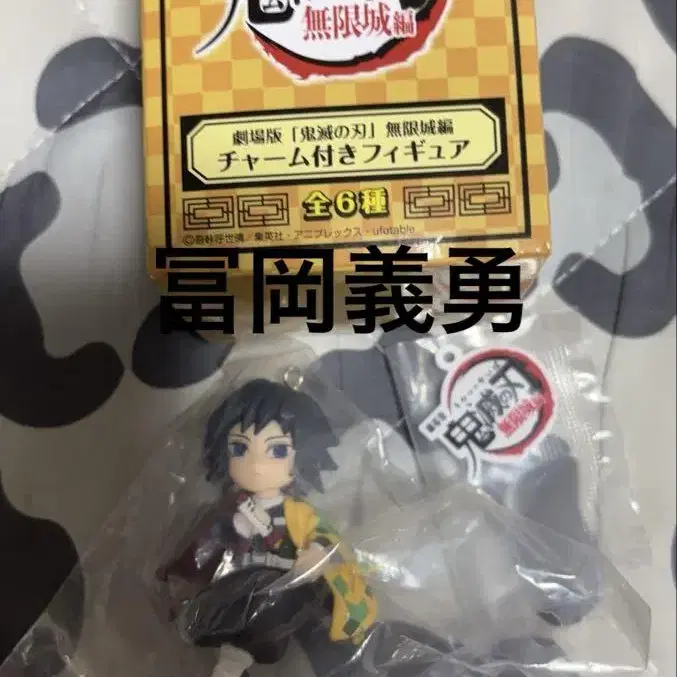 無限城編
劇場版「鬼滅の刃」無限城編
チャーム付きフィギュア
全6種
©吾峠呼世晴／集英社・アニプレックス・ufotable
冨岡義勇
鬼滅の刃
無限城編